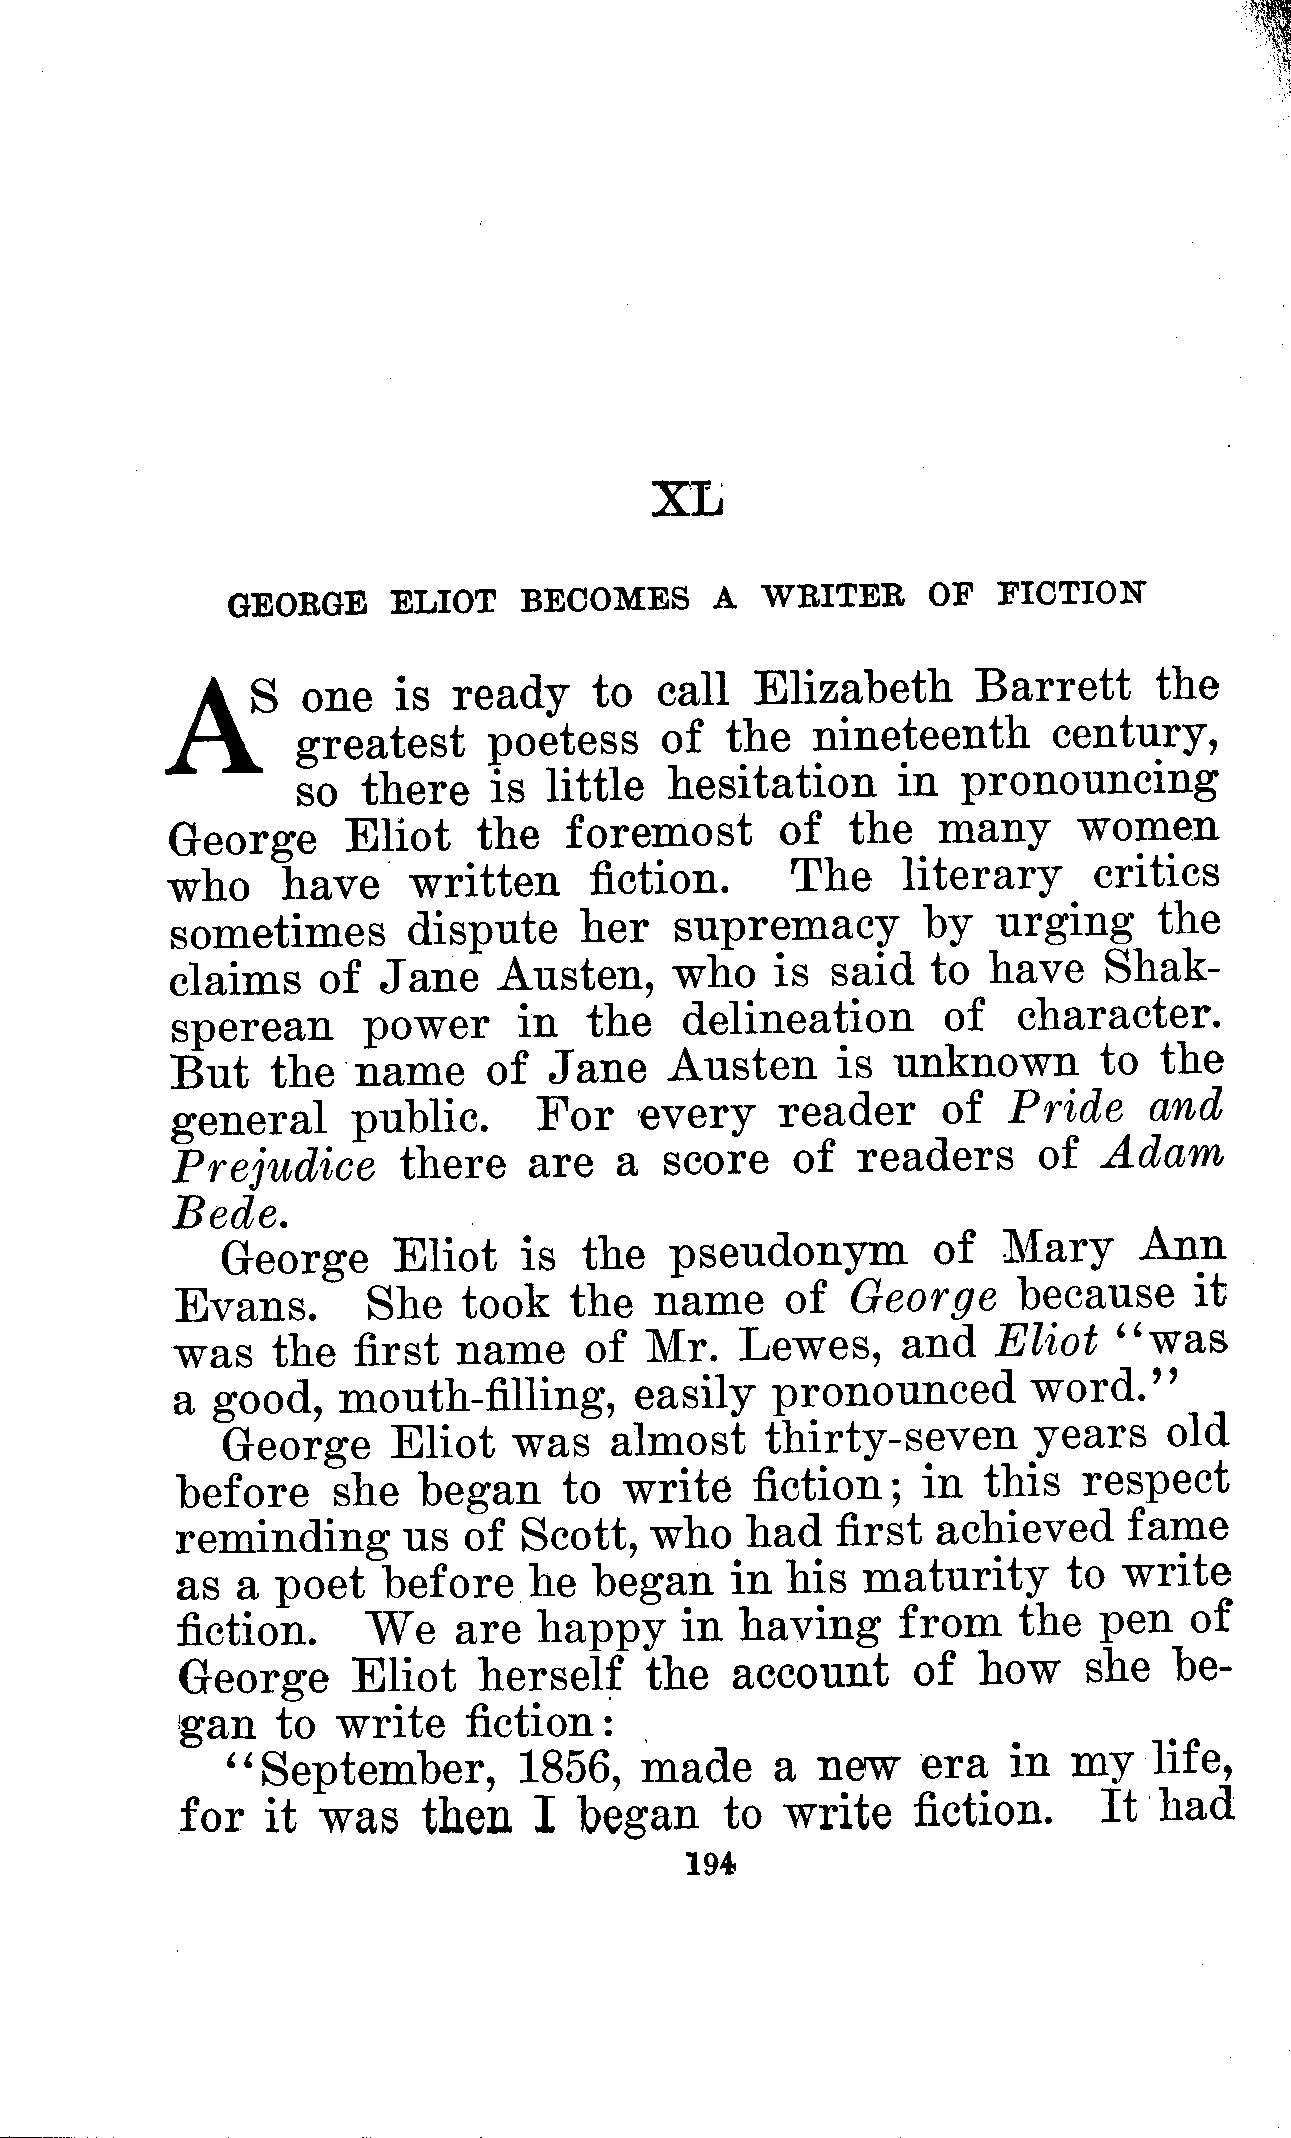 XL
GEORGE ELIOT BECOMES A WRITER OF FICTION
AS one is ready to call Elizabeth Barrett the
greatest poetess of the nineteenth century,
so there is little hesitation in pronouncing
George Eliot the foremost of the many women
who have written fiction. The literary critics
sometimes dispute her supremacy by urging the
claims of Jane Austen, who is said to have Shak-
sperean power in the delineation of character.
But the name of Jane Austen is unknown to the
general public. For every reader of Pride and
Prejudice there are a score of readers of Adam
Bede.
George Eliot is the pseudonym of Mary Ann
Evans. She took the name of George because it
was the first name of Mr. Lewes, and Eliot “was
a good, mouth-filling, easily pronounced word.”
George Eliot was almost thirty-seven years old
before she began to write fiction; in this respect
reminding us of Scott, who had first achieved fame
as a poet before he began in his maturity to write
fiction. We are happy in having from the pen of
George Eliot herself the account of how she be-
gan to write fiction:
“September, 1856, made a new era in my life,
for it was then I began to write fiction. It had
194